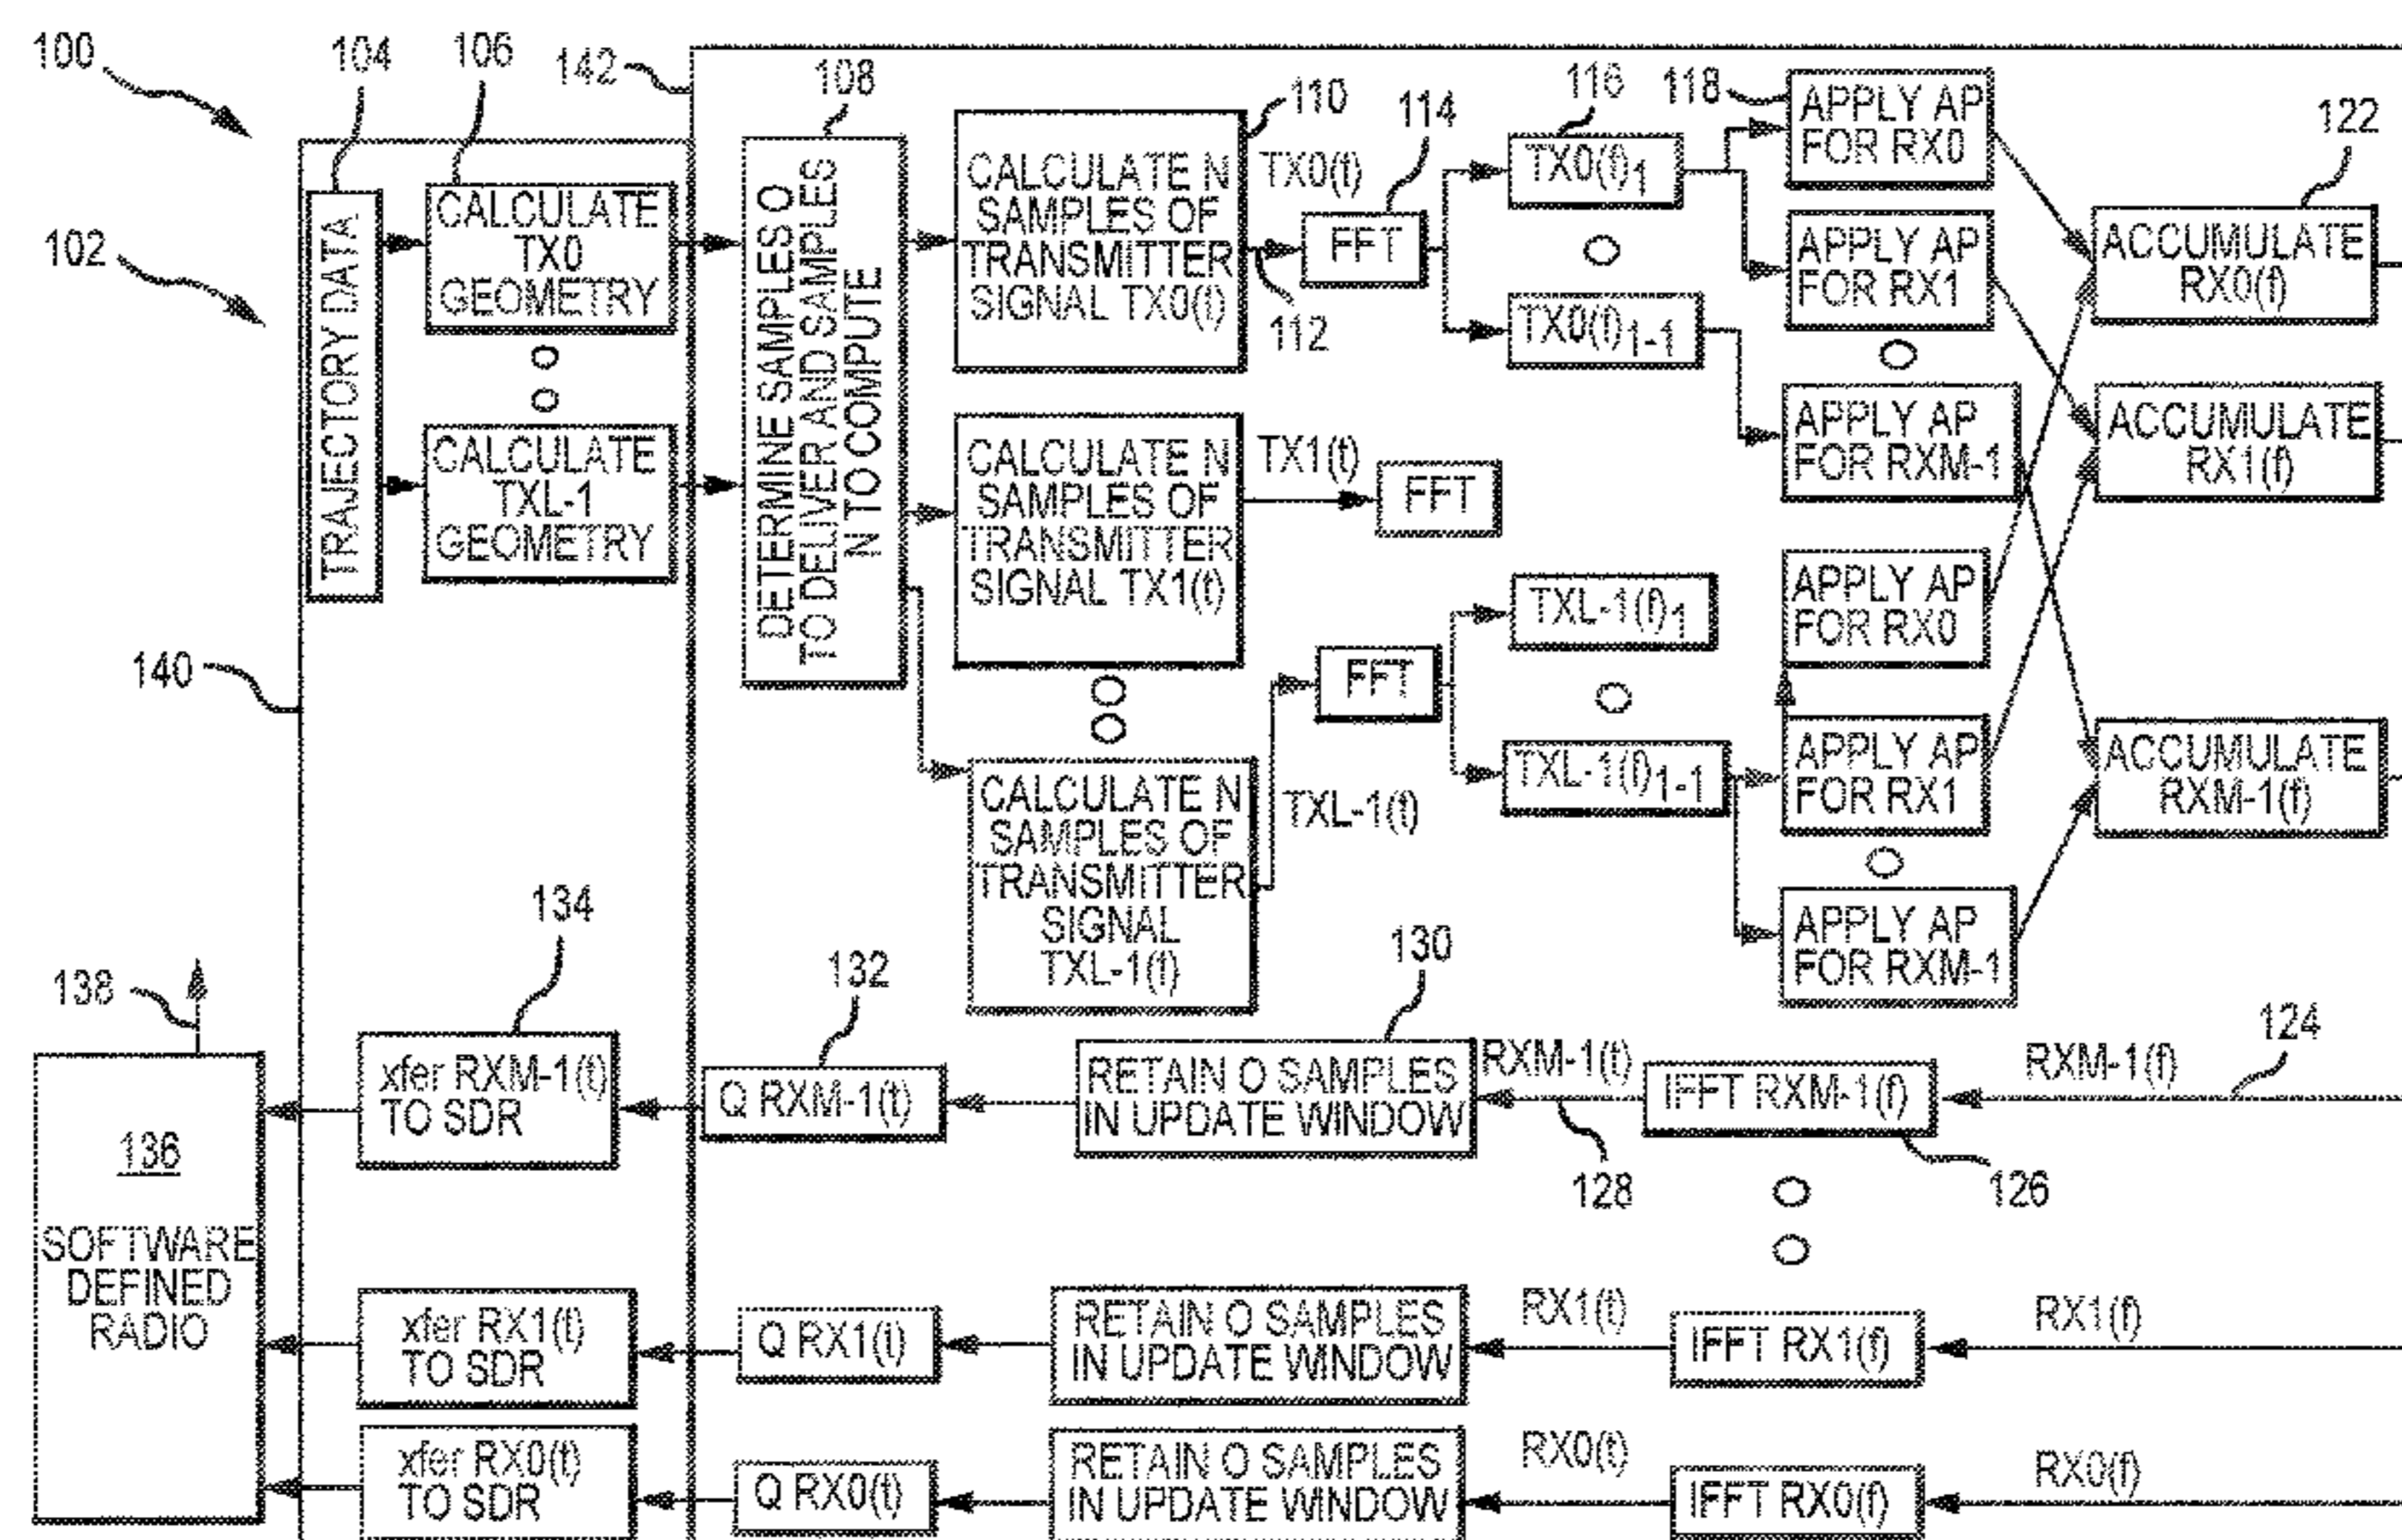 100
102
104
106
142
108
110
114
116
118
122
TRAJECTORY DATA
CALCULATE
TX0
GEOMETRY
CALCULATE
TXL-1
GEOMETRY
DETERMINE SAMPLES O
TO DELIVER AND SAMPLES
N TO COMPUTE
CALCULATE N
SAMPLES OF
TRANSMITTER
SIGNAL TX0(t)
TX0(t)
112
FFT
TX0(f)1
TX0(f)1-1
APPLY AP
FOR RX0
APPLY AP
FOR RX1
APPLY AP
FOR RXM-1
ACCUMULATE
RX0(f)
ACCUMULATE
RX1(f)
CALCULATE N
SAMPLES OF
TRANSMITTER
SIGNAL TX1(t)
TX1(t)
FFT
CALCULATE N
SAMPLES OF
TRANSMITTER
SIGNAL
TXL-1(t)
TXL-1(t)
FFT
TXL-1(f)1
TXL-1(f)1-1
APPLY AP
FOR RX0
APPLY AP
FOR RX1
APPLY AP
FOR RXM-1
ACCUMULATE
RXM-1(f)
140
138
134
132
130
124
136
SOFTWARE
DEFINED
RADIO
xfer RXM-1(t)
TO SDR
Q RXM-1(t)
RETAIN O SAMPLES
IN UPDATE WINDOW
RXM-1(t)
128
IFFT RXM-1(f)
126
RXM-1(f)
xfer RX1(t)
TO SDR
Q RX1(t)
RETAIN O SAMPLES
IN UPDATE WINDOW
RX1(t)
IFFT RX1(f)
RX1(f)
xfer RX0(t)
TO SDR
Q RX0(t)
RETAIN O SAMPLES
IN UPDATE WINDOW
RX0(t)
IFFT RX0(f)
RX0(f)